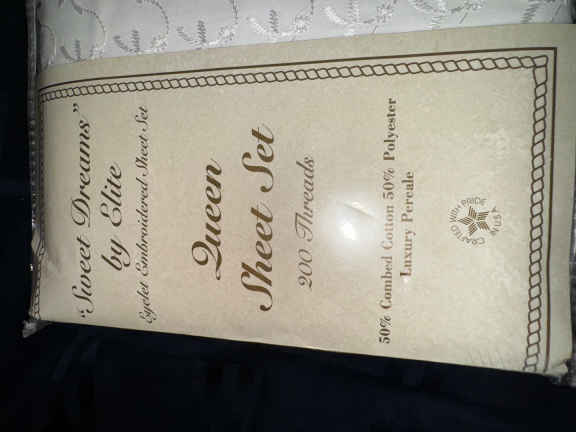 "Sweet Dreams"
by Elite
Eyelet Embroidered Sheet Set
Queen
Sheet Set
200 Threads
50% Combed Cotton 50% Polyester
Luxury Percale
CRAFTED WITH PRIDE
IN U.S.A.